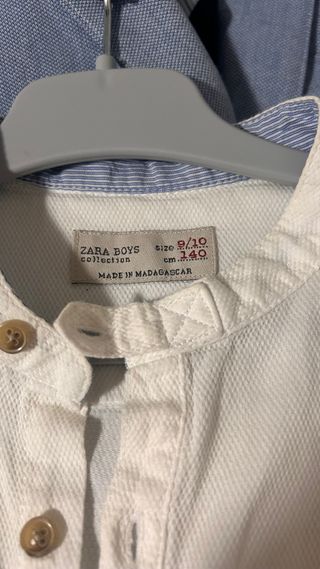 ZARA BOYS size 9/10
collection cm 140
MADE IN MADAGASCAR